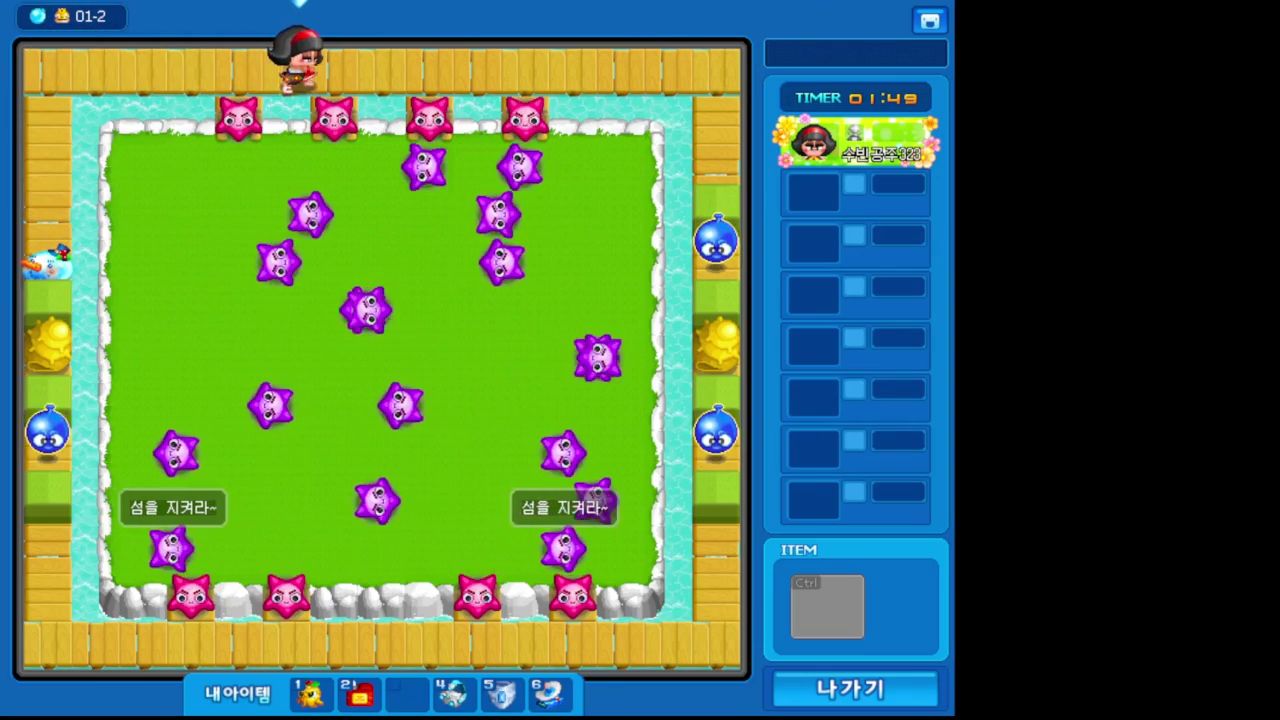 01-2
TIMER 01:49
수빈공주323
섬을 지켜라~
섬을 지켜라~
ITEM
Ctrl
내아이템
1
2
4
5
6
나가기